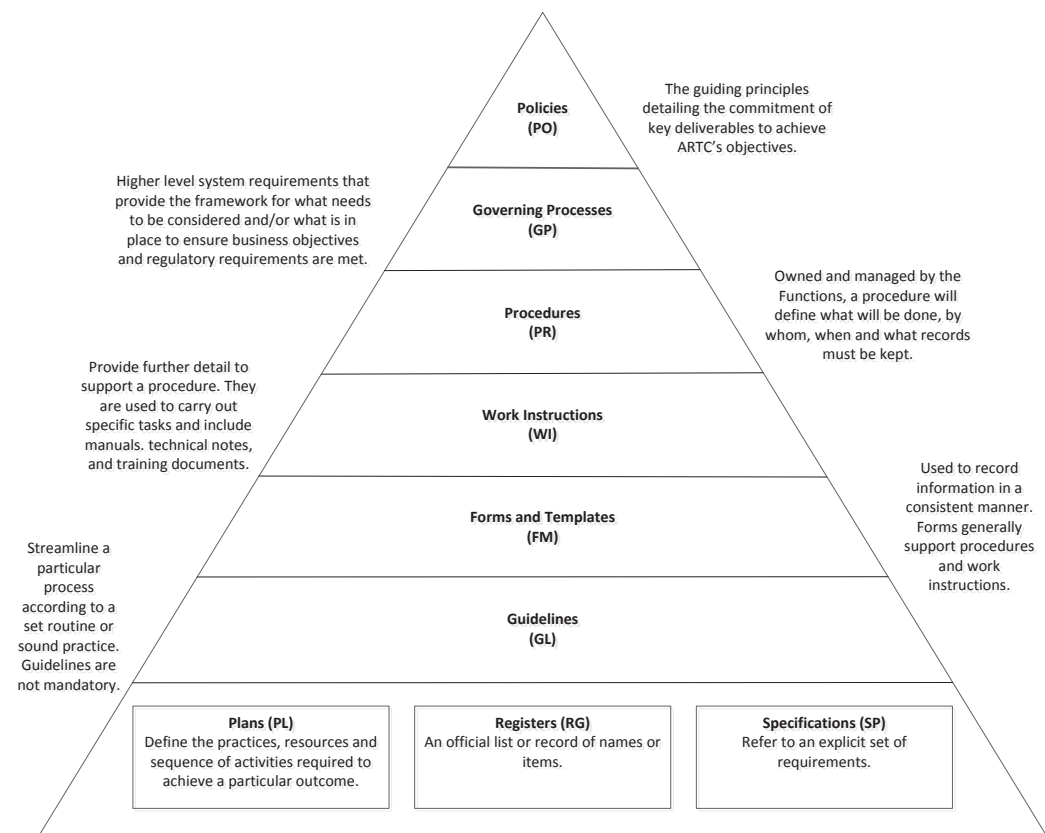 Policies
(PO)
The guiding principles
detailing the commitment of
key deliverables to achieve
ARTC's objectives.
Higher level system requirements that
provide the framework for what needs
to be considered and/or what is in
place to ensure business objectives
and regulatory requirements are met.
Governing Processes
(GP)
Procedures
(PR)
Owned and managed by the
Functions, a procedure will
define what will be done, by
whom, when and what records
must be kept.
Provide further detail to
support a procedure. They
are used to carry out
specific tasks and include
manuals. technical notes,
and training documents.
Work Instructions
(WI)
Forms and Templates
(FM)
Used to record
information in a
consistent manner.
Forms generally
support procedures
and work
instructions.
Streamline a
particular
process
according to a
set routine or
sound practice.
Guidelines are
not mandatory.
Guidelines
(GL)
Plans (PL)
Define the practices, resources and
sequence of activities required to
achieve a particular outcome.
Registers (RG)
An official list or record of names or
items.
Specifications (SP)
Refer to an explicit set of
requirements.